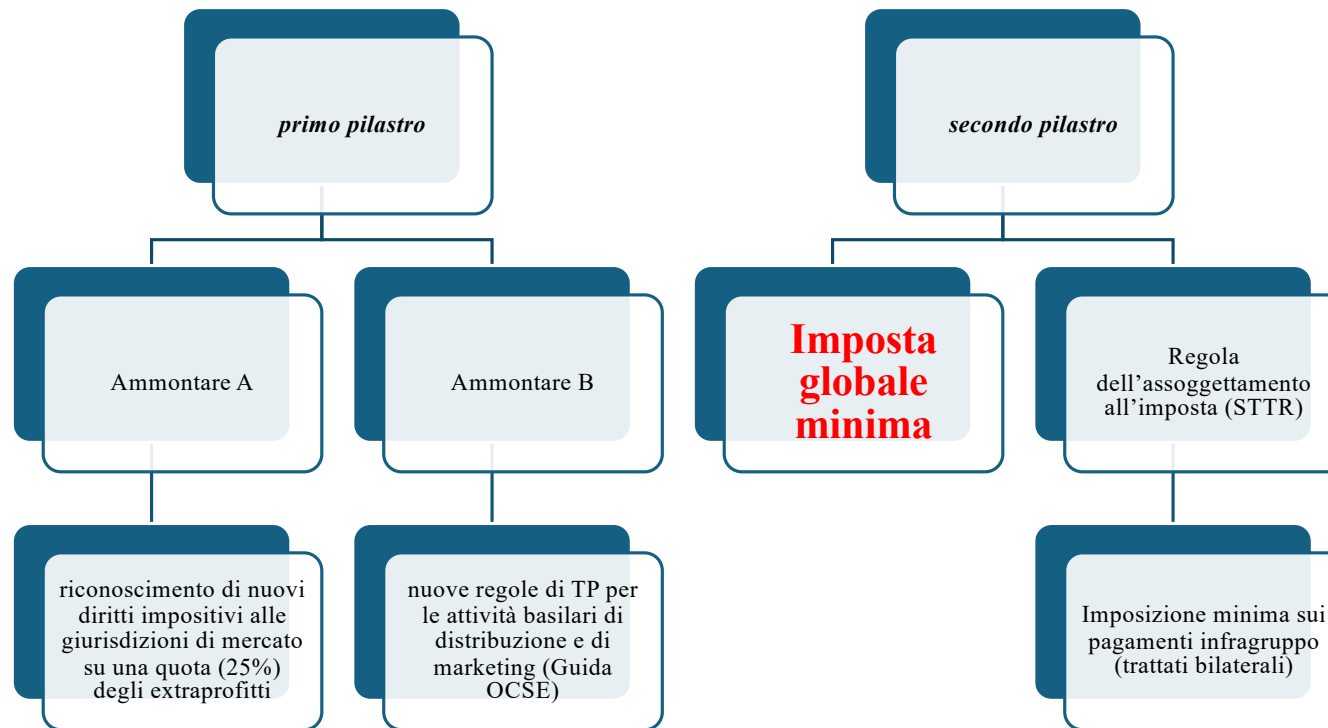 primo pilastro
secondo pilastro
Ammontare A
Ammontare B
Imposta
globale
minima
Regola
dell’assoggettamento
all’imposta (STTR)
riconoscimento di nuovi
diritti impositivi alle
giurisdizioni di mercato
su una quota (25%)
degli extraprofitti
nuove regole di TP per
le attività basilari di
distribuzione e di
marketing (Guida
OCSE)
Imposizione minima sui
pagamenti infragruppo
(trattati bilaterali)